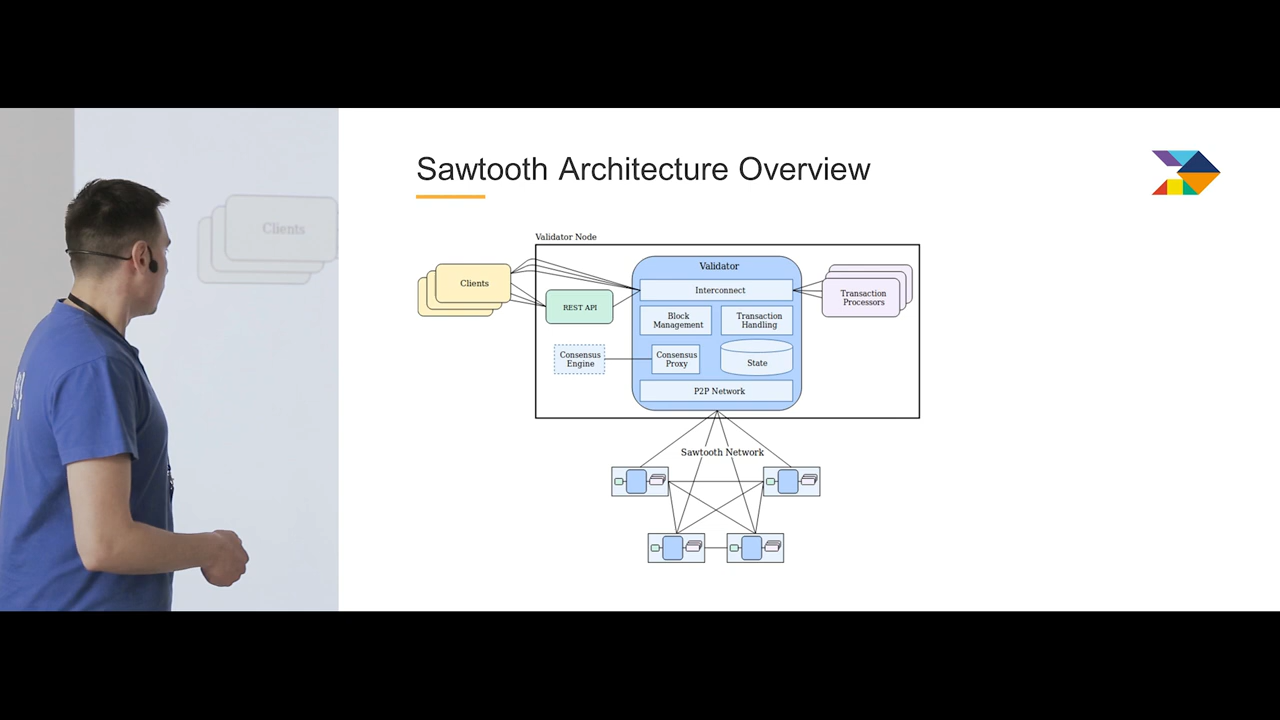 Sawtooth Architecture Overview
Clients
Validator Node
Validator
Clients
Interconnect
REST API
Transaction
Processors
Block
Management
Transaction
Handling
Consensus
Engine
Consensus
Proxy
State
P2P Network
Sawtooth Network